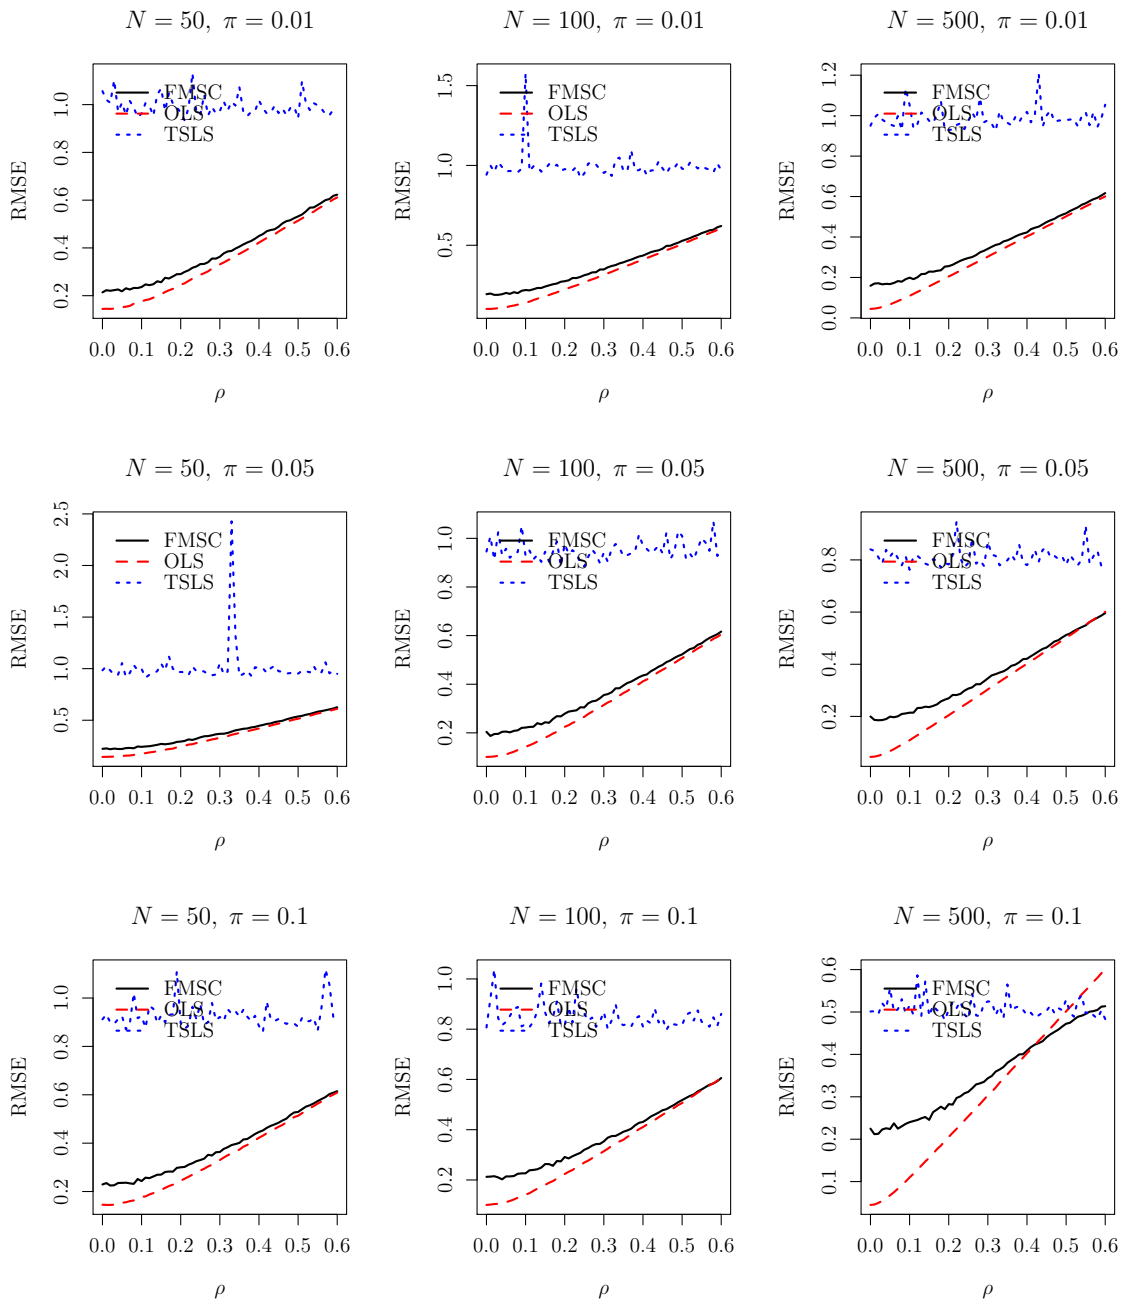 N = 50, π = 0.01
N = 100, π = 0.01
N = 500, π = 0.01
RMSE
0.2 0.4 0.6 0.8 1.0
FMSC
OLS
TSLS
0.0 0.1 0.2 0.3 0.4 0.5 0.6
ρ
RMSE
0.5 1.0 1.5
FMSC
OLS
TSLS
0.0 0.1 0.2 0.3 0.4 0.5 0.6
ρ
RMSE
0.0 0.2 0.4 0.6 0.8 1.0 1.2
FMSC
OLS
TSLS
0.0 0.1 0.2 0.3 0.4 0.5 0.6
ρ
N = 50, π = 0.05
N = 100, π = 0.05
N = 500, π = 0.05
RMSE
0.5 1.0 1.5 2.0 2.5
FMSC
OLS
TSLS
0.0 0.1 0.2 0.3 0.4 0.5 0.6
ρ
RMSE
0.2 0.4 0.6 0.8 1.0
FMSC
OLS
TSLS
0.0 0.1 0.2 0.3 0.4 0.5 0.6
ρ
RMSE
0.2 0.4 0.6 0.8
FMSC
OLS
TSLS
0.0 0.1 0.2 0.3 0.4 0.5 0.6
ρ
N = 50, π = 0.1
N = 100, π = 0.1
N = 500, π = 0.1
RMSE
0.2 0.4 0.6 0.8 1.0
FMSC
OLS
TSLS
0.0 0.1 0.2 0.3 0.4 0.5 0.6
ρ
RMSE
0.2 0.4 0.6 0.8 1.0
FMSC
OLS
TSLS
0.0 0.1 0.2 0.3 0.4 0.5 0.6
ρ
RMSE
0.1 0.2 0.3 0.4 0.5 0.6
FMSC
OLS
TSLS
0.0 0.1 0.2 0.3 0.4 0.5 0.6
ρ